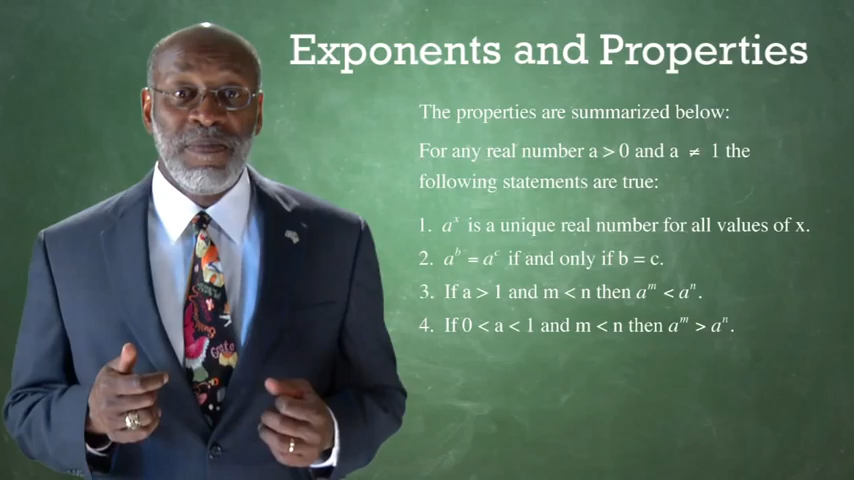 Exponents and Properties
The properties are summarized below:
For any real number a > 0 and a ≠ 1 the
following statements are true:
1. aˣ is a unique real number for all values of x.
2. aᵇ = aᶜ if and only if b = c.
3. If a > 1 and m < n then aᵐ < aⁿ.
4. If 0 < a < 1 and m < n then aᵐ > aⁿ.